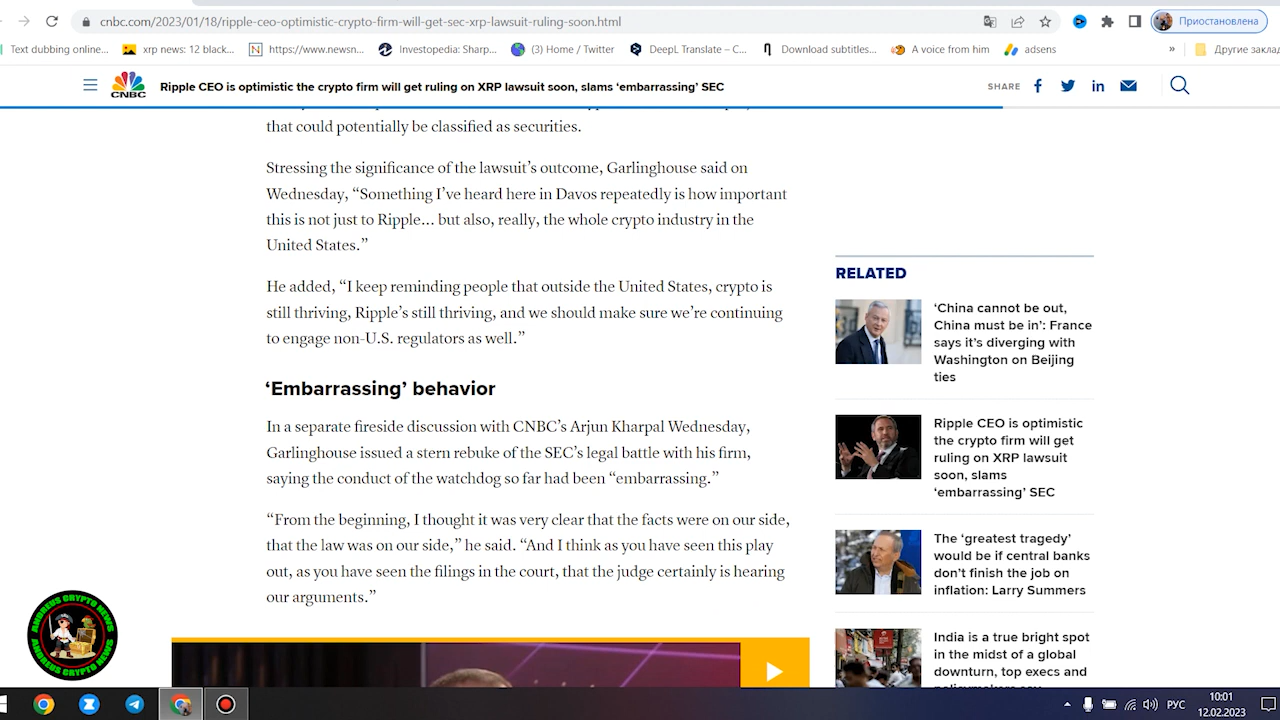 cnbc.com/2023/01/18/ripple-ceo-optimistic-crypto-firm-will-get-sec-xrp-lawsuit-ruling-soon.html
Приостановлена
Text dubbing online...
xrp news: 12 black...
https://www.newsn...
Investopedia: Sharp...
(3) Home / Twitter
DeepL Translate – C...
Download subtitles...
A voice from him
adsens
»
Другие закла
CNBC
Ripple CEO is optimistic the crypto firm will get ruling on XRP lawsuit soon, slams ‘embarrassing’ SEC
SHARE
that could potentially be classified as securities.
Stressing the significance of the lawsuit’s outcome, Garlinghouse said on
Wednesday, “Something I’ve heard here in Davos repeatedly is how important
this is not just to Ripple… but also, really, the whole crypto industry in the
United States.”
He added, “I keep reminding people that outside the United States, crypto is
still thriving, Ripple’s still thriving, and we should make sure we’re continuing
to engage non-U.S. regulators as well.”
‘Embarrassing’ behavior
In a separate fireside discussion with CNBC’s Arjun Kharpal Wednesday,
Garlinghouse issued a stern rebuke of the SEC’s legal battle with his firm,
saying the conduct of the watchdog so far had been “embarrassing.”
“From the beginning, I thought it was very clear that the facts were on our side,
that the law was on our side,” he said. “And I think as you have seen this play
out, as you have seen the filings in the court, that the judge certainly is hearing
our arguments.”
RELATED
‘China cannot be out,
China must be in’: France
says it’s diverging with
Washington on Beijing
ties
Ripple CEO is optimistic
the crypto firm will get
ruling on XRP lawsuit
soon, slams
‘embarrassing’ SEC
The ‘greatest tragedy’
would be if central banks
don’t finish the job on
inflation: Larry Summers
India is a true bright spot
in the midst of a global
downturn, top execs and
ANDREUS CRYPTO NEWS
ANDREUS CRYPTO NEWS
РУС
10:01
12.02.2023